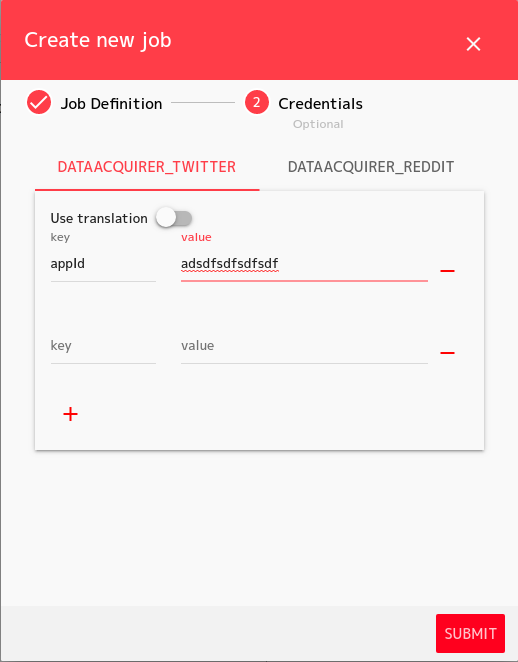 Create new job
Job Definition
2 Credentials
Optional
DATAACQUIRER_TWITTER DATAACQUIRER_REDDIT
Use translation
key value
appId adsdfsdfsdfsdf
key value
SUBMIT